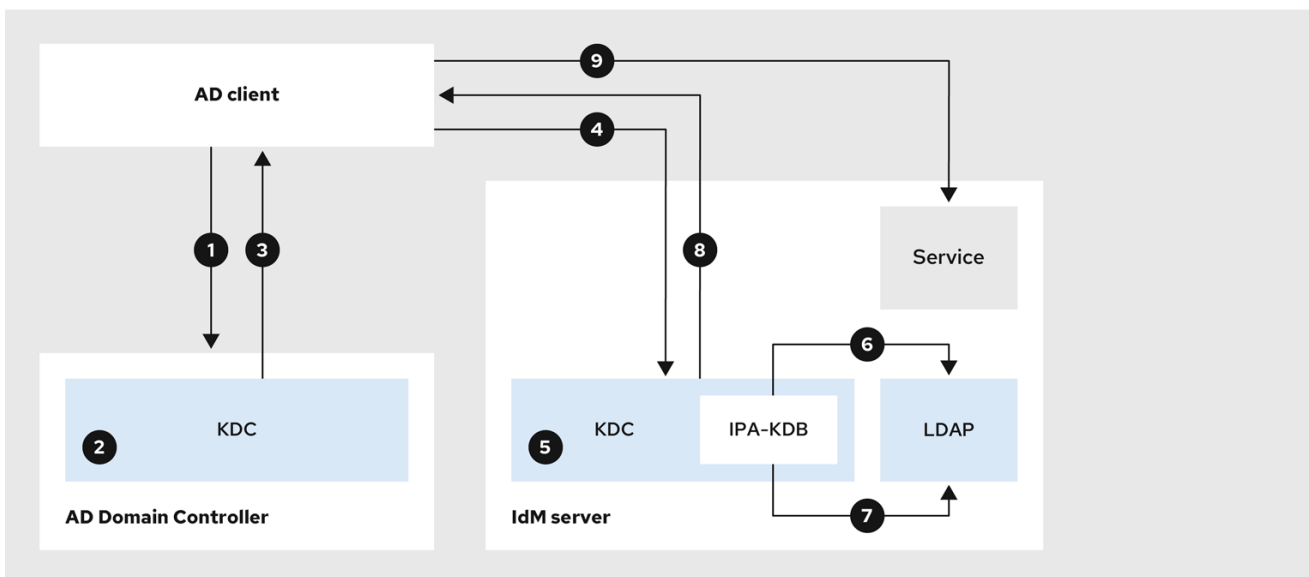 9
AD client
4
1
3
8
Service
6
KDC
2
KDC
5
IPA-KDB
LDAP
AD Domain Controller
IdM server
7